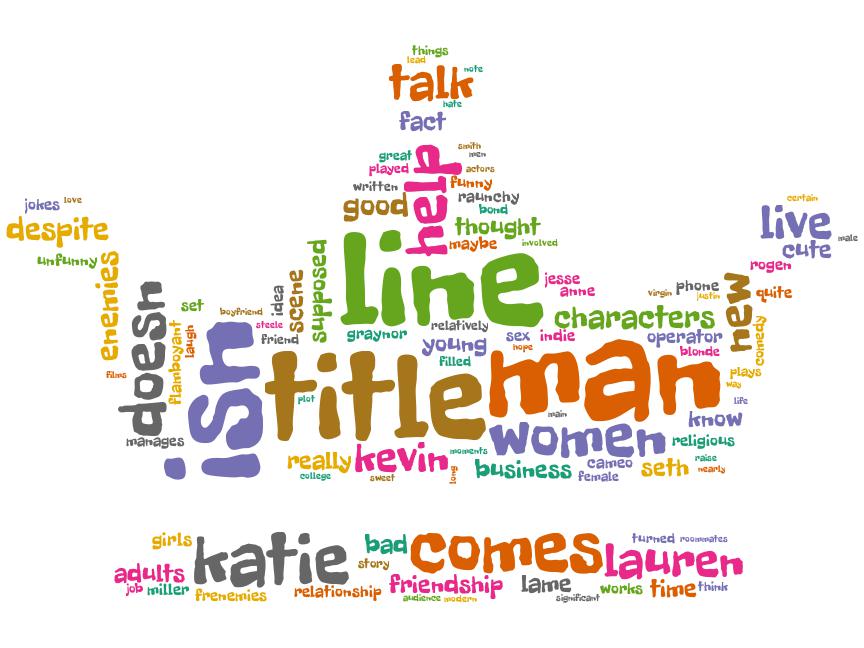 things
lead
talk
note
hate
fact
smith
great
men
played
help
actors
written
funny
jokes
love
good
raunchy
certain
bond
despite
thought
live
male
maybe
involved
cute
unfunny
enemies
supposed
line
rogen
jesse
anne
phone
virgin
justin
new
quite
doesn
set
idea
scene
boyfriend
steele
friend
graynor
relatively
characters
sex
indie
operator
comedy
flamboyant
laugh
isn
young
hope
blonde
filled
films
title
man
plays
way
plot
main
life
know
manages
women
religious
really
kevin
moments
college
sweet
long
business
cameo
female
seth
raise
nearly
girls
katie
bad
comes
turned
roommates
story
lauren
adults
job
miller
frenemies
relationship
friendship
audience
modern
lame
significant
works
time
think